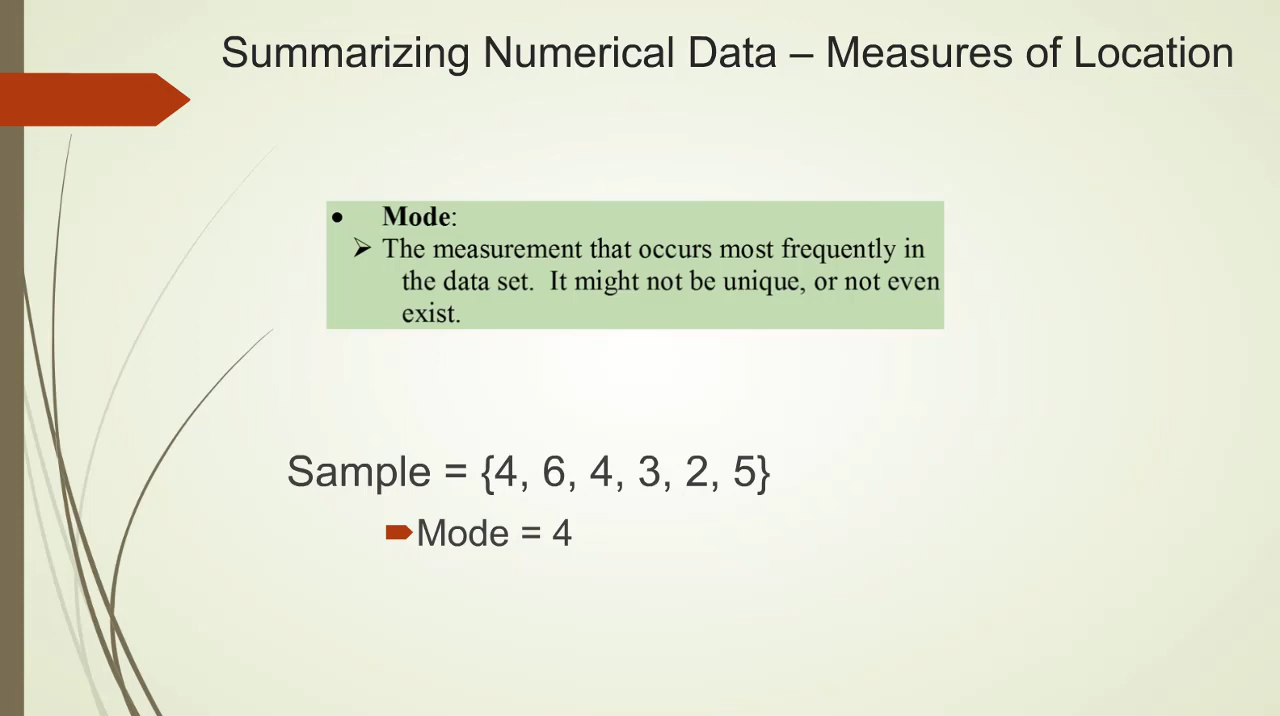 Summarizing Numerical Data – Measures of Location
• Mode:
➢ The measurement that occurs most frequently in
the data set. It might not be unique, or not even
exist.
Sample = {4, 6, 4, 3, 2, 5}
Mode = 4